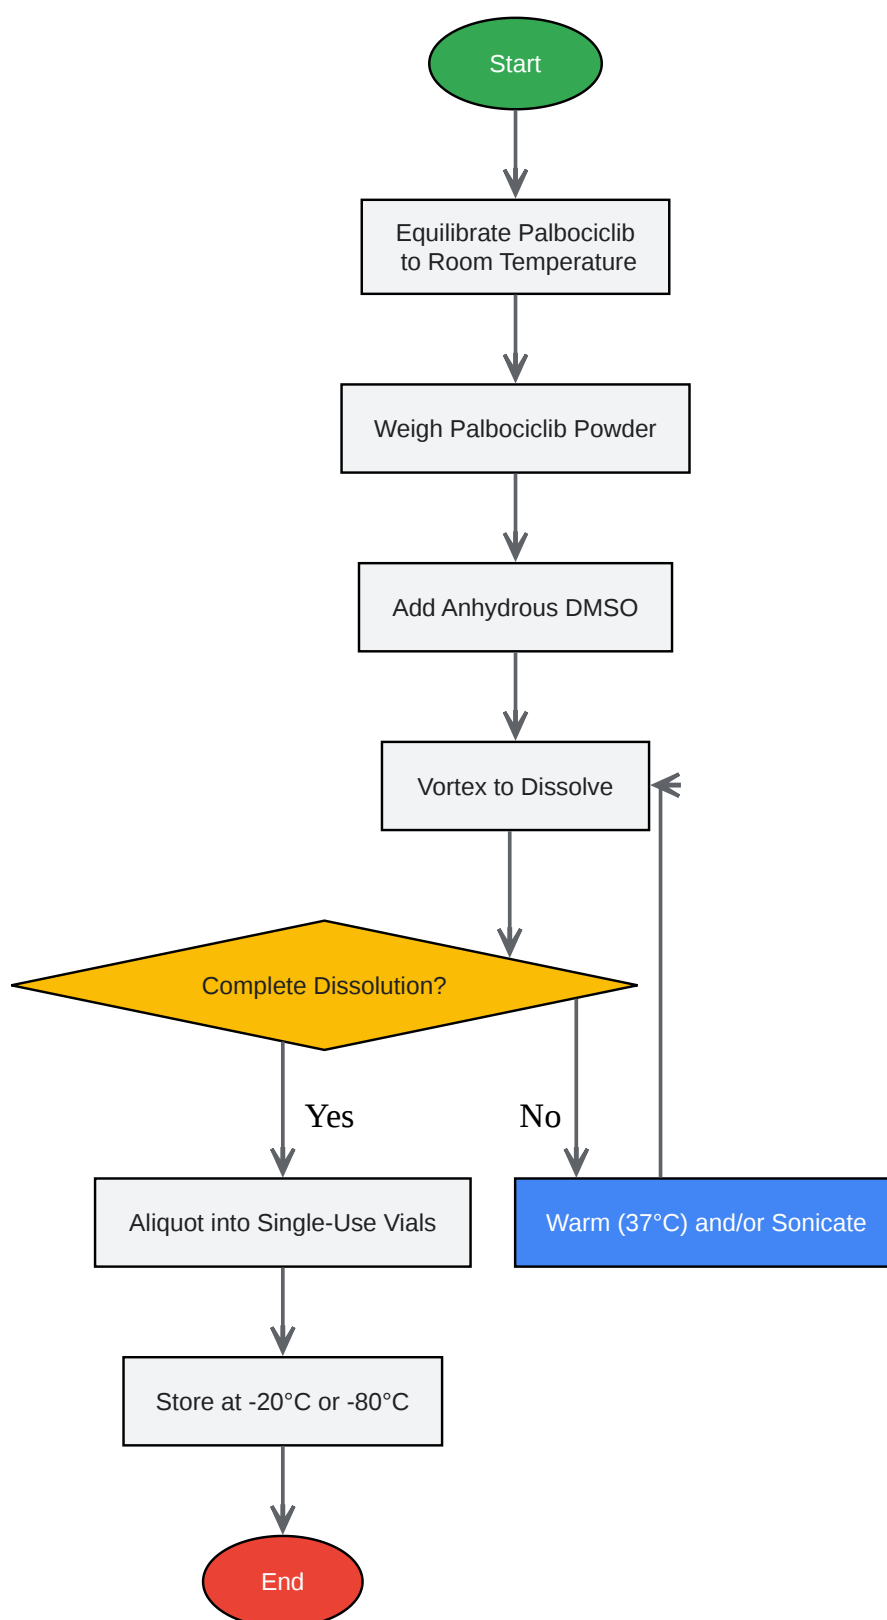 Start
Equilibrate Palbociclib
to Room Temperature
Weigh Palbociclib Powder
Add Anhydrous DMSO
Vortex to Dissolve
Complete Dissolution?
Yes
No
Aliquot into Single-Use Vials
Warm (37°C) and/or Sonicate
Store at -20°C or -80°C
End